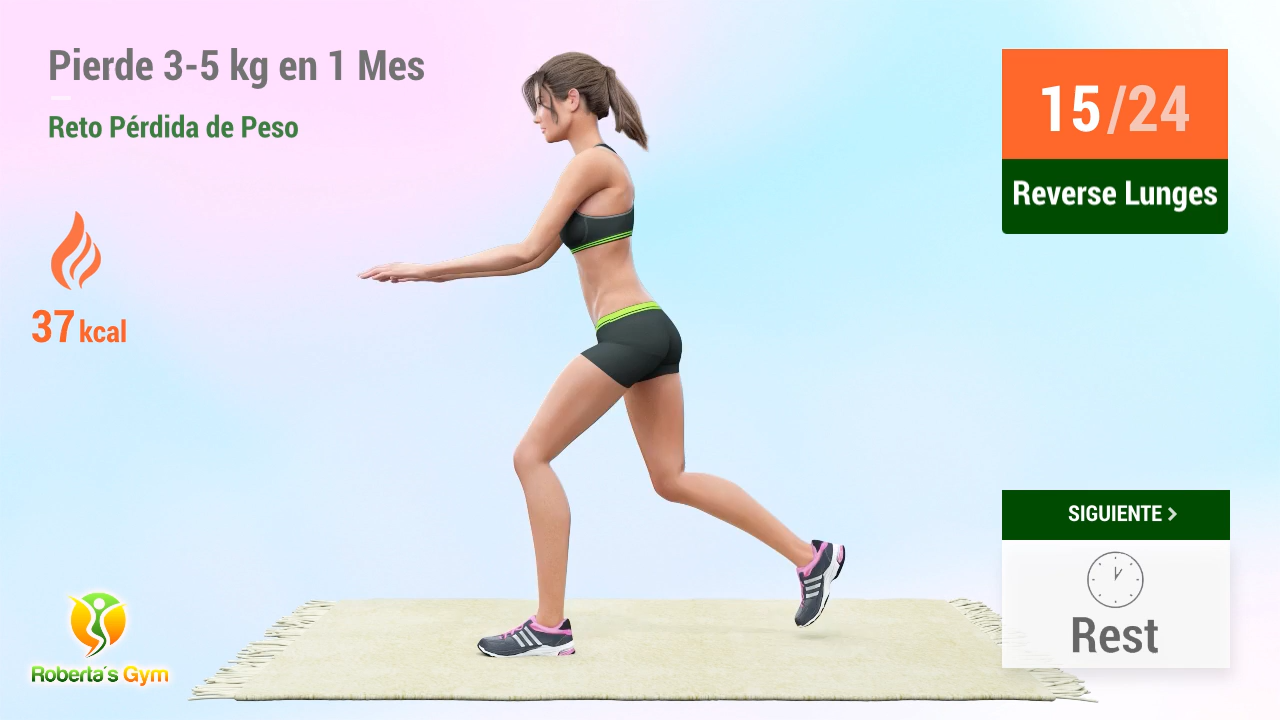 Pierde 3-5 kg en 1 Mes
Reto Pérdida de Peso
37 kcal
15/24
Reverse Lunges
SIGUIENTE >
Rest
Roberta´s Gym